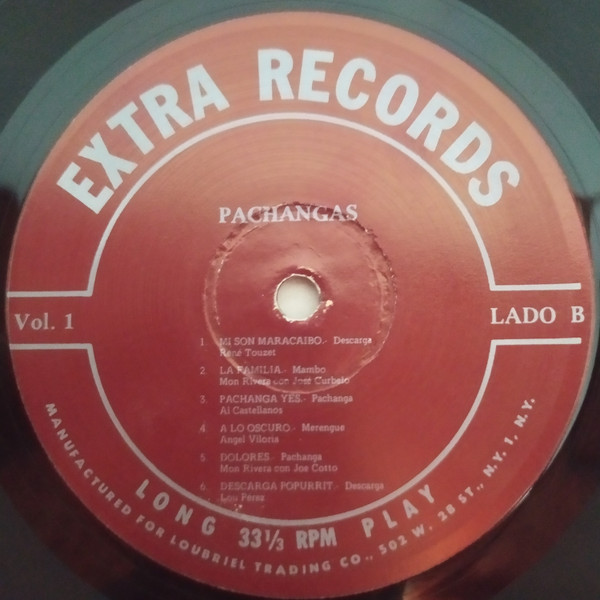 EXTRA RECORDS
PACHANGAS
Vol. 1
LADO B
1. MI SON MARACAIBO.- Descarga
René Touzet
2. LA FAMILIA.- Mambo
Mon Rivera con José Curbelo
3. PACHANGA YES.- Pachanga
Al Castellanos
4. A LO OSCURO.- Merengue
Angel Viloria
5. DOLORES.- Pachanga
Mon Rivera con Joe Cotto
6. DESCARGA POPURRIT.- Descarga
Lou Pérez
LONG 33⅓ RPM PLAY
MANUFACTURED FOR LOUBRIEL TRADING CO., 502 W. 28 ST., N.Y. 1, N.Y.